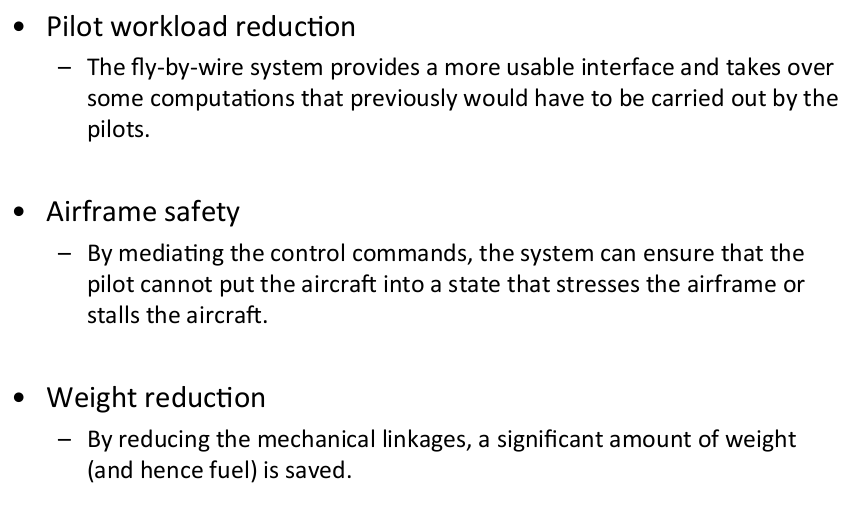 • Pilot workload reduction
– The fly-by-wire system provides a more usable interface and takes over
some computations that previously would have to be carried out by the
pilots.
• Airframe safety
– By mediating the control commands, the system can ensure that the
pilot cannot put the aircraft into a state that stresses the airframe or
stalls the aircraft.
• Weight reduction
– By reducing the mechanical linkages, a significant amount of weight
(and hence fuel) is saved.